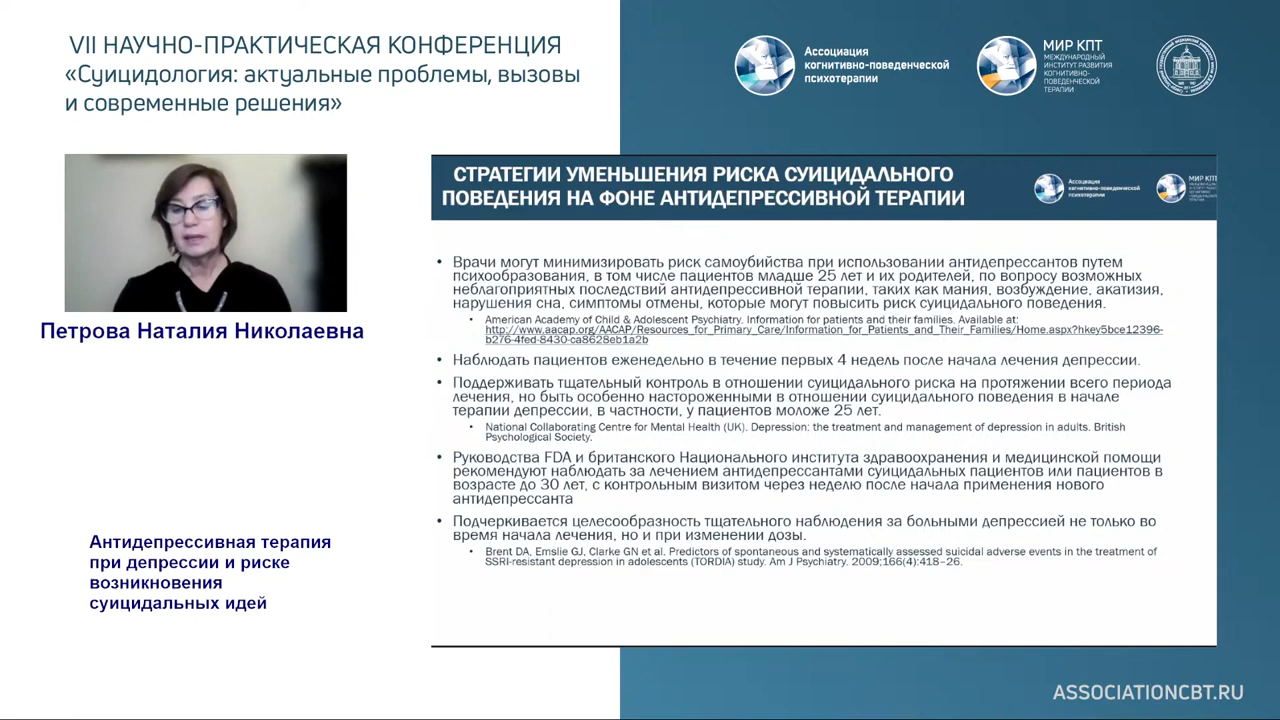 VII НАУЧНО-ПРАКТИЧЕСКАЯ КОНФЕРЕНЦИЯ
«Суицидология: актуальные проблемы, вызовы
и современные решения»
Ассоциация
когнитивно-поведенческой
психотерапии
МИР КПТ
МЕЖДУНАРОДНЫЙ
ИНСТИТУТ РАЗВИТИЯ
КОГНИТИВНО-
ПОВЕДЕНЧЕСКОЙ
ТЕРАПИИ
Петрова Наталия Николаевна
Антидепрессивная терапия
при депрессии и риске
возникновения
суицидальных идей
СТРАТЕГИИ УМЕНЬШЕНИЯ РИСКА СУИЦИДАЛЬНОГО
ПОВЕДЕНИЯ НА ФОНЕ АНТИДЕПРЕССИВНОЙ ТЕРАПИИ
Ассоциация
когнитивно-поведенческой
психотерапии
МИР КПТ
• Врачи могут минимизировать риск самоубийства при использовании антидепрессантов путем
психообразования, в том числе пациентов младше 25 лет и их родителей, по вопросу возможных
неблагоприятных последствий антидепрессивной терапии, таких как мания, возбуждение, акатизия,
нарушения сна, симптомы отмены, которые могут повысить риск суицидального поведения.
• American Academy of Child & Adolescent Psychiatry. Information for patients and their families. Available at:
http://www.aacap.org/AACAP/Resources_for_Primary_Care/Information_for_Patients_and_Their_Families/Home.aspx?hkey5bce12396-
b276-4fed-8430-ca8628eb1a2b
• Наблюдать пациентов еженедельно в течение первых 4 недель после начала лечения депрессии.
• Поддерживать тщательный контроль в отношении суицидального риска на протяжении всего периода
лечения, но быть особенно настороженными в отношении суицидального поведения в начале
терапии депрессии, в частности, у пациентов моложе 25 лет.
• National Collaborating Centre for Mental Health (UK). Depression: the treatment and management of depression in adults. British
Psychological Society.
• Руководства FDA и британского Национального института здравоохранения и медицинской помощи
рекомендуют наблюдать за лечением антидепрессантами суицидальных пациентов или пациентов в
возрасте до 30 лет, с контрольным визитом через неделю после начала применения нового
антидепрессанта
• Подчеркивается целесообразность тщательного наблюдения за больными депрессией не только во
время начала лечения, но и при изменении дозы.
• Brent DA, Emslie GJ, Clarke GN et al. Predictors of spontaneous and systematically assessed suicidal adverse events in the treatment of
SSRI-resistant depression in adolescents (TORDIA) study. Am J Psychiatry. 2009;166(4):418–26.
ASSOCIATIONCBT.RU